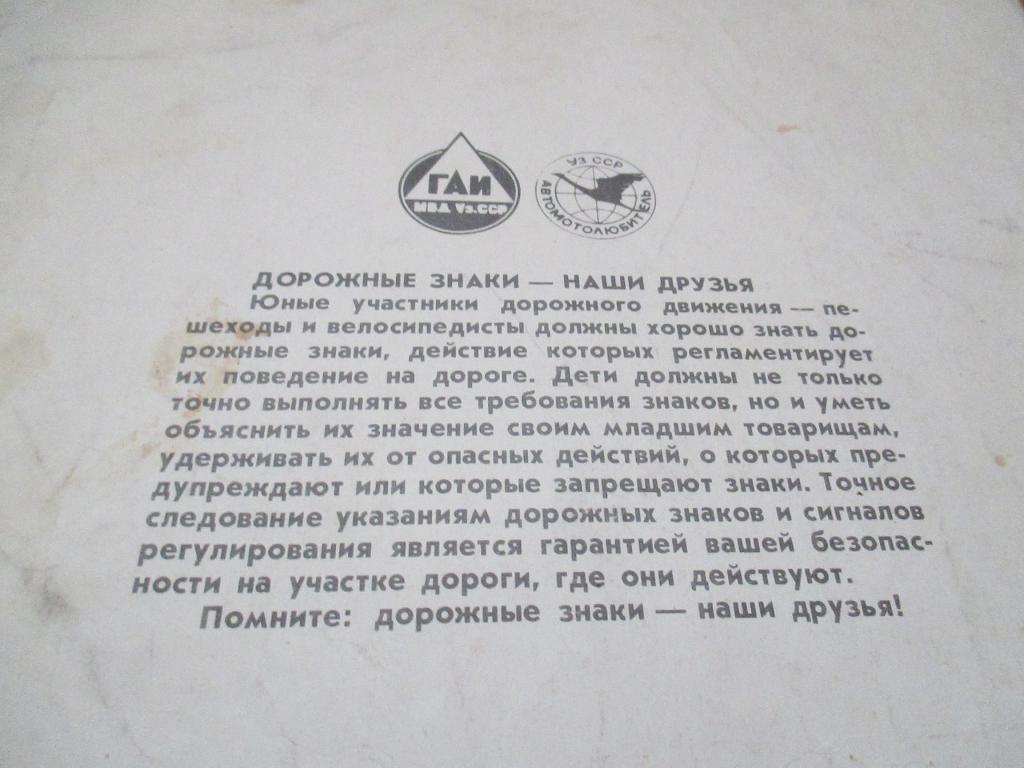 ГАИ
МВД Уз.ССР
УЗ ССР
АВТОМОТОЛЮБИТЕЛЬ
ДОРОЖНЫЕ ЗНАКИ — НАШИ ДРУЗЬЯ
Юные участники дорожного движения — пе-
шеходы и велосипедисты должны хорошо знать до-
рожные знаки, действие которых регламентирует
их поведение на дороге. Дети должны не только
точно выполнять все требования знаков, но и уметь
объяснить их значение своим младшим товарищам,
удерживать их от опасных действий, о которых пре-
дупреждают или которые запрещают знаки. Точное
следование указаниям дорожных знаков и сигналов
регулирования является гарантией вашей безопас-
ности на участке дороги, где они действуют.
Помните: дорожные знаки — наши друзья!